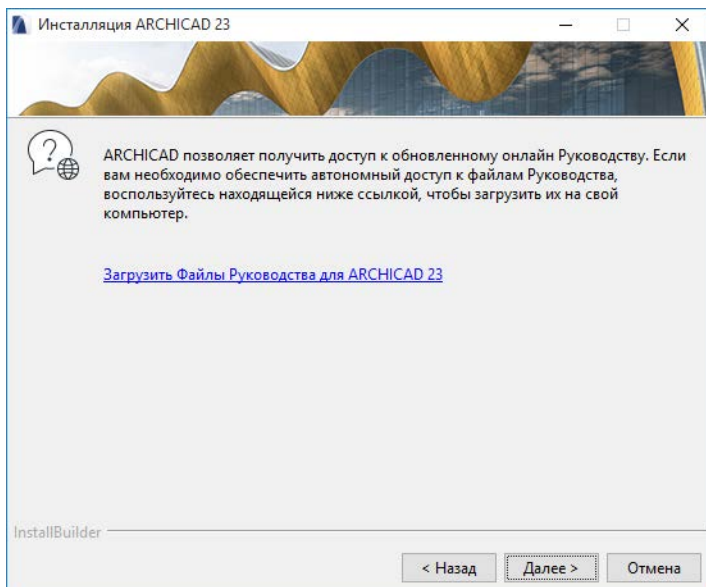 Инсталляция ARCHICAD 23
ARCHICAD позволяет получить доступ к обновленному онлайн Руководству. Если
вам необходимо обеспечить автономный доступ к файлам Руководства,
воспользуйтесь находящейся ниже ссылкой, чтобы загрузить их на свой
компьютер.
Загрузить Файлы Руководства для ARCHICAD 23
InstallBuilder
< Назад
Далее >
Отмена